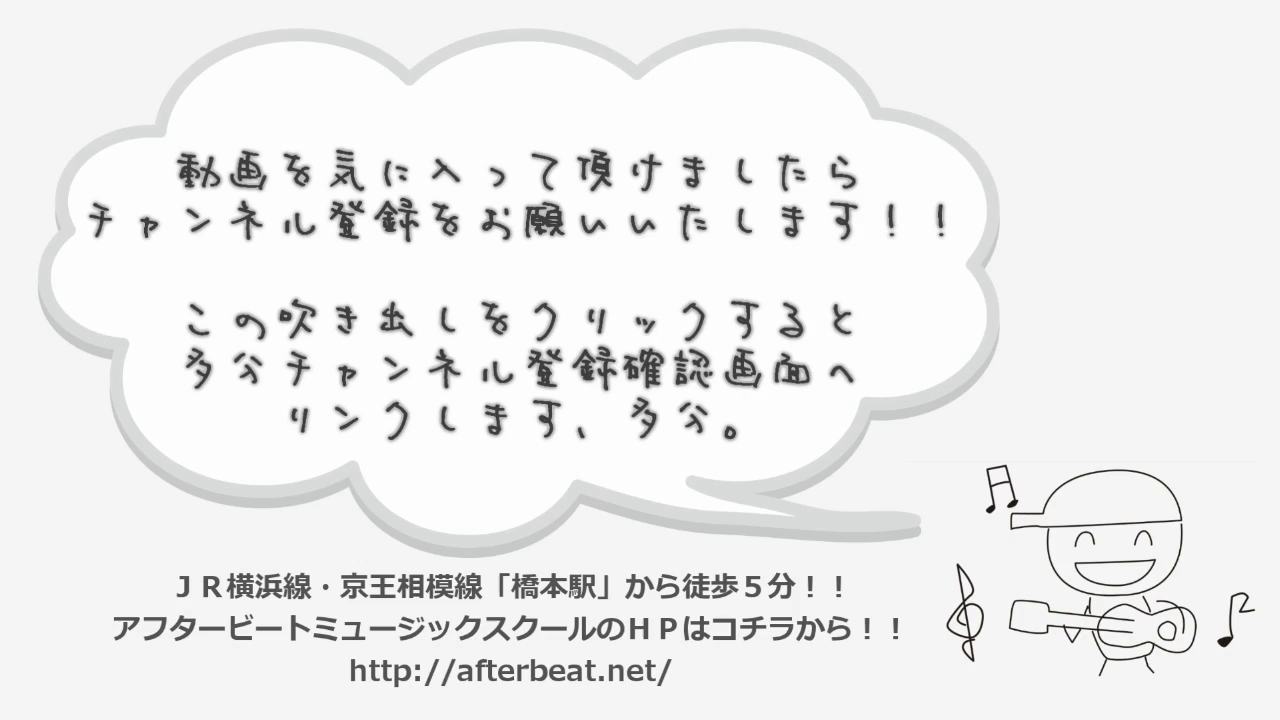 動画を気に入って頂けましたら
チャンネル登録をお願いいたします！！
この吹き出しをクリックすると
多分チャンネル登録確認画面へ
リンクします、多分。
ＪＲ横浜線・京王相模線「橋本駅」から徒歩５分！！
アフタービートミュージックスクールのＨＰはコチラから！！
http://afterbeat.net/